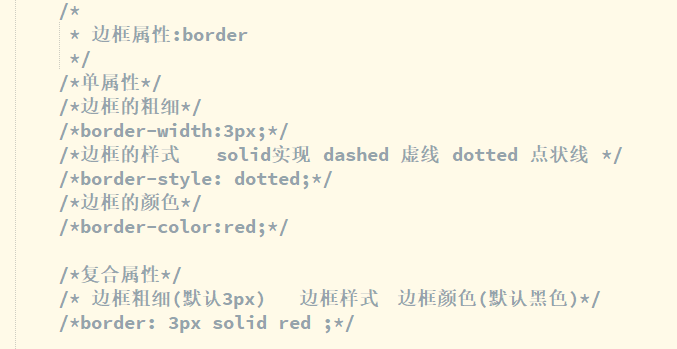 /*
* 边框属性:border
*/
/*单属性*/
/*边框的粗细*/
/*border-width:3px;*/
/*边框的样式 solid实现 dashed 虚线 dotted 点状线 */
/*border-style: dotted;*/
/*边框的颜色*/
/*border-color:red;*/
/*复合属性*/
/* 边框粗细(默认3px) 边框样式 边框颜色(默认黑色)*/
/*border: 3px solid red ;*/